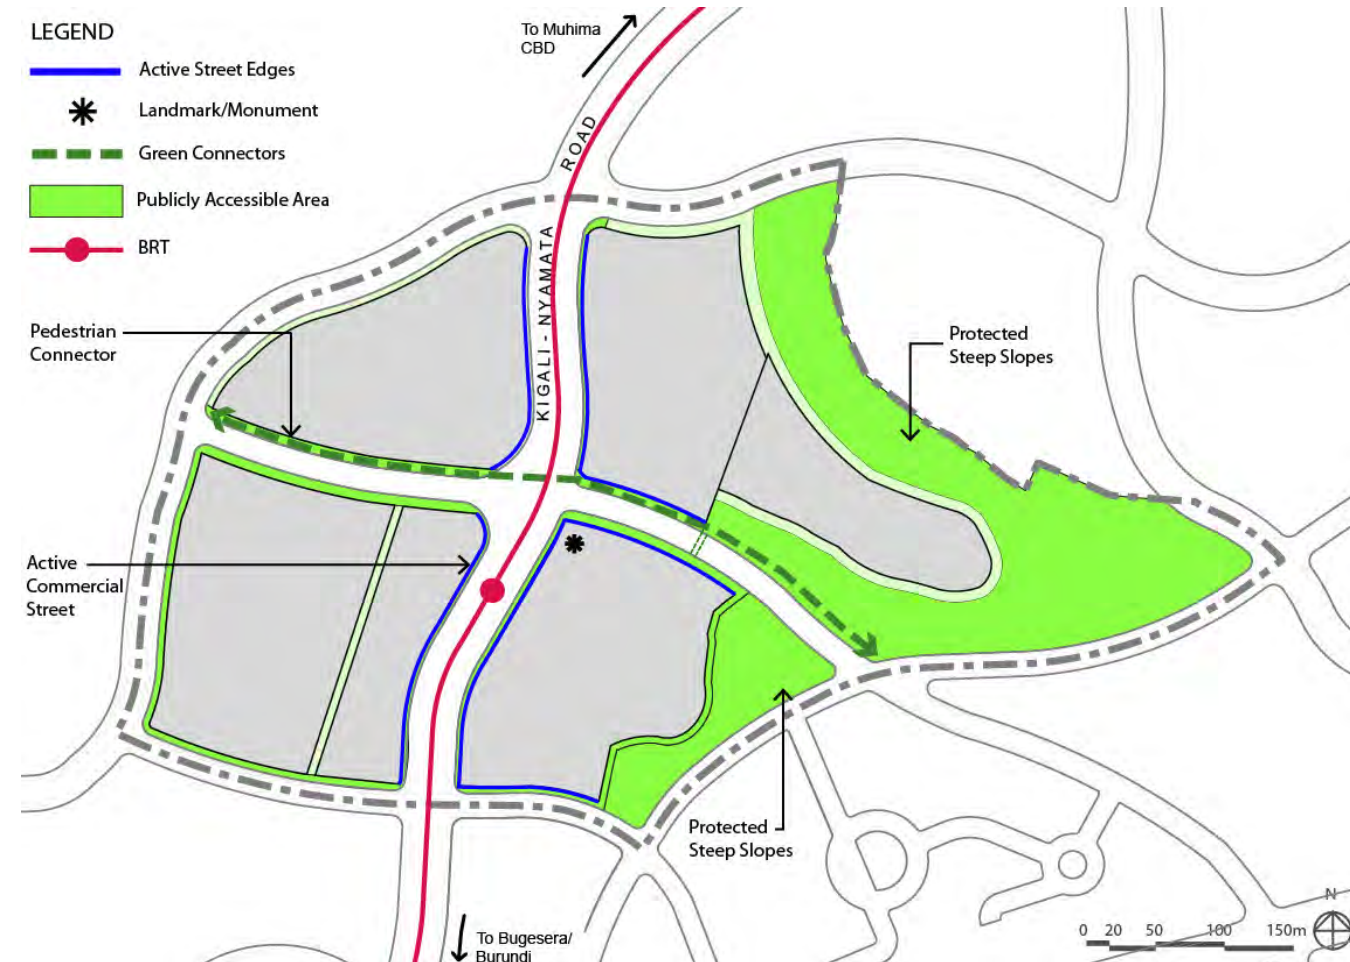 LEGEND
Active Street Edges
Landmark/Monument
Green Connectors
Publicly Accessible Area
BRT
To Muhima
CBD
KIGALI - NYAMATA ROAD
Pedestrian
Connector
Protected
Steep Slopes
Active
Commercial
Street
Protected
Steep Slopes
To Bugesera/
Burundi
N
0 20 50 100 150m